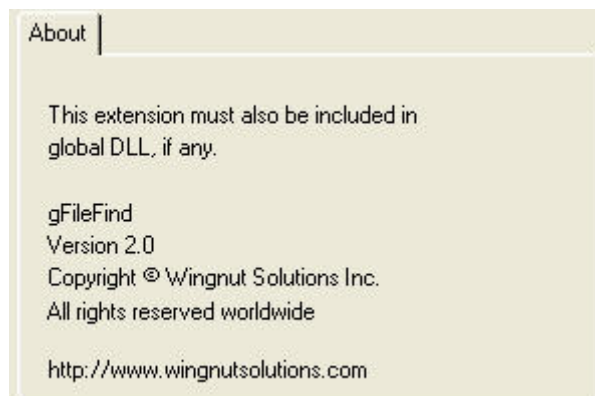 About
This extension must also be included in
global DLL, if any.
gFileFind
Version 2.0
Copyright © Wingnut Solutions Inc.
All rights reserved worldwide
http://www.wingnutsolutions.com